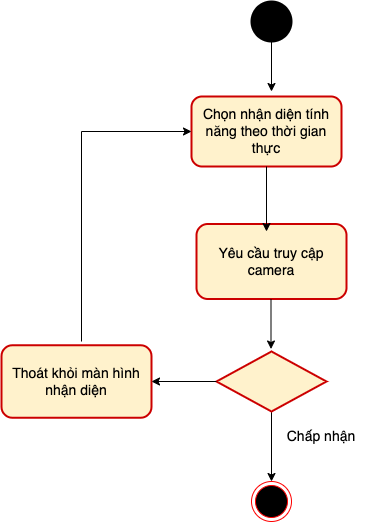 Chọn nhận diện tính
năng theo thời gian
thực
Yêu cầu truy cập
camera
Thoát khỏi màn hình
nhận diện
Chấp nhận